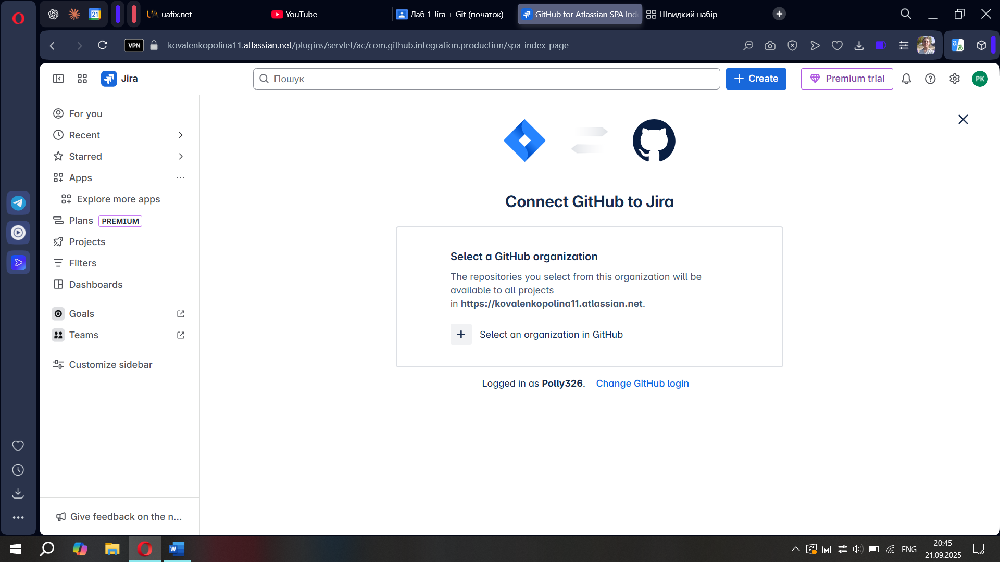 uafix.net
YouTube
Лаб 1 Jira + Git (початок)
GitHub for Atlassian SPA Ind
Швидкий набір
VPN
kovalenkopolina11.atlassian.net/plugins/servlet/ac/com.github.integration.production/spa-index-page
Jira
Пошук
Create
Premium trial
PK
For you
Recent
Starred
Apps
Explore more apps
Plans PREMIUM
Projects
Filters
Dashboards
Goals
Teams
Customize sidebar
Give feedback on the n...
Connect GitHub to Jira
Select a GitHub organization
The repositories you select from this organization will be
available to all projects
in https://kovalenkopolina11.atlassian.net.
Select an organization in GitHub
Logged in as Polly326. Change GitHub login
ENG
20:45
21.09.2025